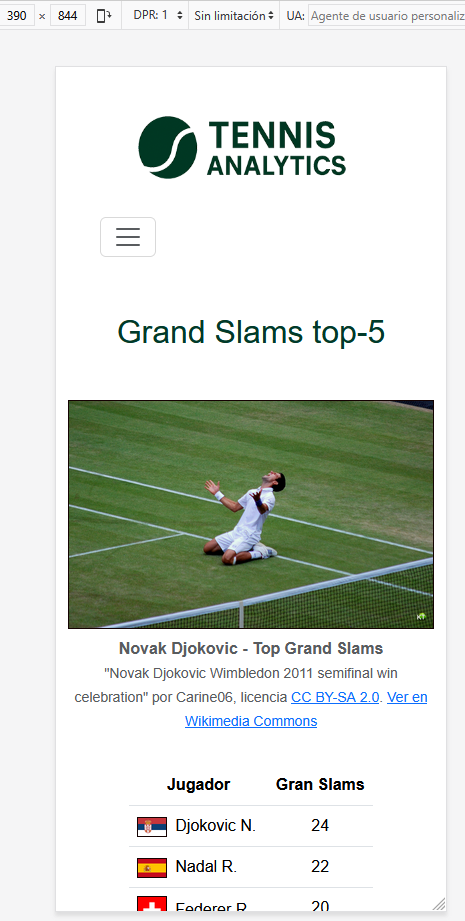 390 × 844 DPR: 1 Sin limitación UA: Agente de usuario personaliz
TENNIS
ANALYTICS
Grand Slams top-5
Novak Djokovic - Top Grand Slams
"Novak Djokovic Wimbledon 2011 semifinal win
celebration" por Carine06, licencia CC BY-SA 2.0. Ver en
Wikimedia Commons
Jugador Gran Slams
Djokovic N. 24
Nadal R. 22
Federer R. 20